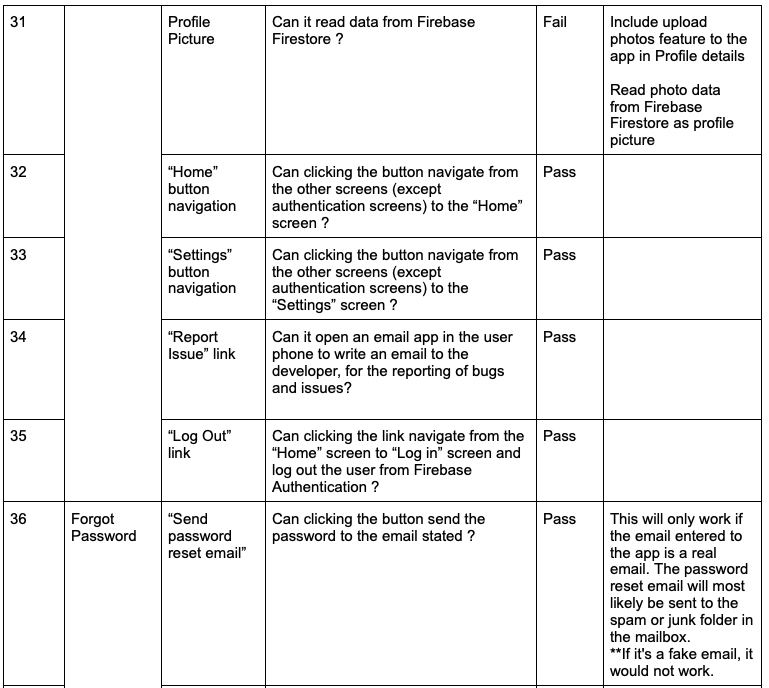 31
Profile
Picture
Can it read data from Firebase
Firestore ?
Fail
Include upload
photos feature to the
app in Profile details
Read photo data
from Firebase
Firestore as profile
picture
32
“Home”
button
navigation
Can clicking the button navigate from
the other screens (except
authentication screens) to the “Home”
screen ?
Pass
33
“Settings”
button
navigation
Can clicking the button navigate from
the other screens (except
authentication screens) to the
“Settings” screen ?
Pass
34
“Report
Issue” link
Can it open an email app in the user
phone to write an email to the
developer, for the reporting of bugs
and issues?
Pass
35
“Log Out”
link
Can clicking the link navigate from the
“Home” screen to “Log in” screen and
log out the user from Firebase
Authentication ?
Pass
36
Forgot
Password
“Send
password
reset email”
Can clicking the button send the
password to the email stated ?
Pass
This will only work if
the email entered to
the app is a real
email. The password
reset email will most
likely be sent to the
spam or junk folder in
the mailbox.
**If it's a fake email, it
would not work.